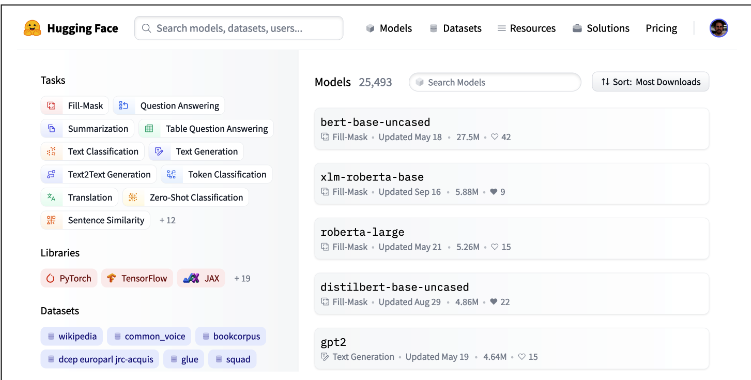 Hugging Face
Search models, datasets, users...
Models
Datasets
Resources
Solutions
Pricing
Tasks
Fill-Mask
Question Answering
Summarization
Table Question Answering
Text Classification
Text Generation
Text2Text Generation
Token Classification
Translation
Zero-Shot Classification
Sentence Similarity
+ 12
Libraries
PyTorch
TensorFlow
JAX
+ 19
Datasets
wikipedia
common_voice
bookcorpus
dcep europarl jrc-acquis
glue
squad
Models 25,493
Search Models
Sort: Most Downloads
bert-base-uncased
Fill-Mask • Updated May 18 • 27.5M • 42
xlm-roberta-base
Fill-Mask • Updated Sep 16 • 5.88M • 9
roberta-large
Fill-Mask • Updated May 21 • 5.26M • 15
distilbert-base-uncased
Fill-Mask • Updated Aug 29 • 4.86M • 22
gpt2
Text Generation • Updated May 19 • 4.64M • 15